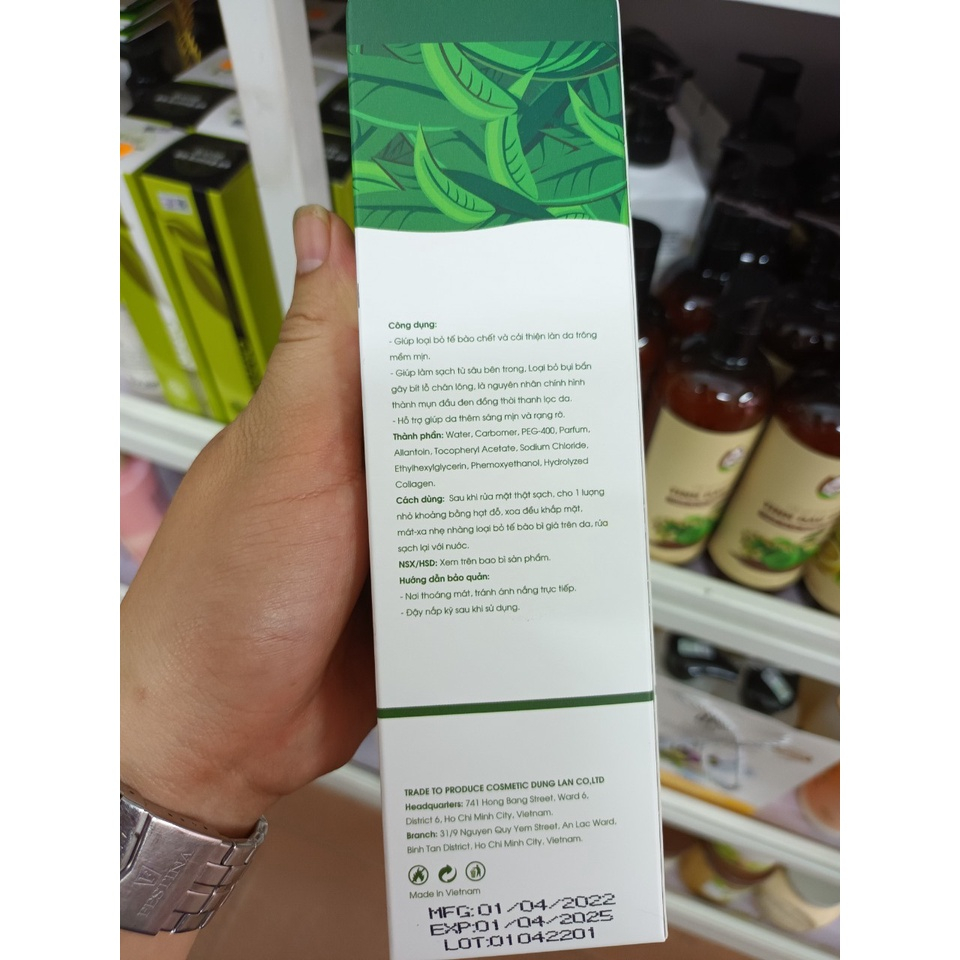 Công dụng:
- Giúp loại bỏ tế bào chết và cải thiện làn da trông
mềm mịn.
- Giúp làm sạch từ sâu bên trong, Loại bỏ bụi bẩn
gây bít lỗ chân lông, là nguyên nhân chính hình
thành mụn đầu đen đồng thời thanh lọc da.
- Hỗ trợ giúp da thêm sáng mịn và rạng rỡ.
Thành phần: Water, Carbomer, PEG-400, Parfum,
Allantoin, Tocopheryl Acetate, Sodium Chloride,
Ethylhexylglycerin, Phemoxyethanol, Hydrolyzed
Collagen.
Cách dùng: Sau khi rửa mặt thật sạch, cho 1 lượng
nhỏ khoảng bằng hạt đỗ, xoa đều khắp mặt,
mát-xa nhẹ nhàng loại bỏ tế bào bì già trên da, rửa
sạch lại với nước.
NSX/HSD: Xem trên bao bì sản phẩm.
Hướng dẫn bảo quản:
- Nơi thoáng mát, tránh ánh nắng trực tiếp.
- Đậy nắp kỹ sau khi sử dụng.
TRADE TO PRODUCE COSMETIC DUNG LAN CO,LTD
Headquarters: 741 Hong Bang Street, Ward 6,
District 6, Ho Chi Minh City, Vietnam.
Branch: 31/9 Nguyen Quy Yem Street, An Lac Ward,
Binh Tan District, Ho Chi Minh City, Vietnam.
Made in Vietnam
MFG:01/04/2022
EXP:01/04/2025
LOT:01042201